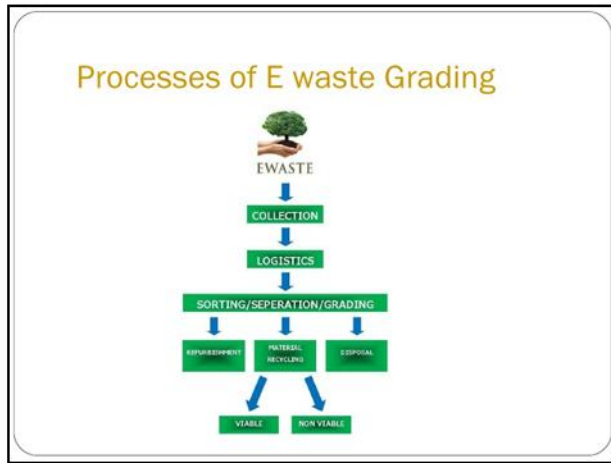 Processes of E waste Grading
EWASTE
COLLECTION
LOGISTICS
SORTING/SEPERATION/GRADING
REFURBISHMENT
MATERIAL
RECYCLING
DISPOSAL
VIABLE
NON VIABLE